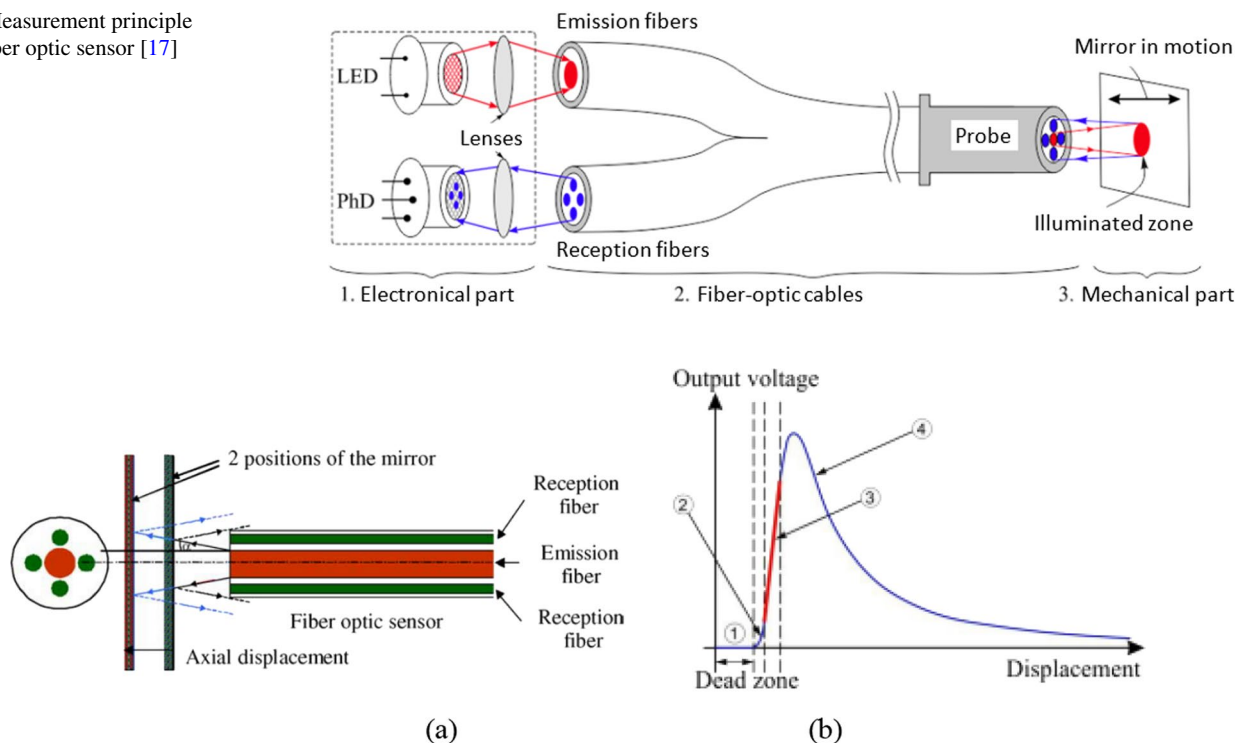 Measurement principle
per optic sensor [17]
Emission fibers
Mirror in motion
LED
Lenses
Probe
PhD
Illuminated zone
Reception fibers
1. Electronical part
2. Fiber-optic cables
3. Mechanical part
Output voltage
2 positions of the mirror
Reception
fiber
α
Emission
fiber
Fiber optic sensor
Reception
fiber
Axial displacement
4
2
3
1
Dead zone
Displacement
(a)
(b)